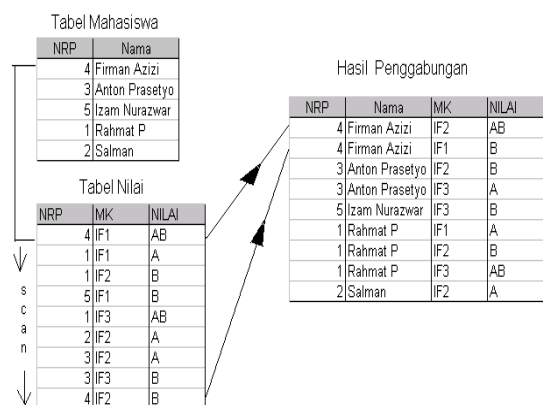 Tabel Mahasiswa
NRP Nama
4 Firman Azizi
3 Anton Prasetyo
5 Izam Nurazwar
1 Rahmat P
2 Salman
Tabel Nilai
NRP MK NILAI
4 IF1 AB
1 IF1 A
1 IF2 B
5 IF1 B
1 IF3 AB
2 IF2 A
3 IF2 A
3 IF3 B
4 IF2 B
scan
Hasil Penggabungan
NRP Nama MK NILAI
4 Firman Azizi IF2 AB
4 Firman Azizi IF1 B
3 Anton Prasetyo IF2 B
3 Anton Prasetyo IF3 A
5 Izam Nurazwar IF3 B
1 Rahmat P IF1 A
1 Rahmat P IF2 B
1 Rahmat P IF3 AB
2 Salman IF2 A